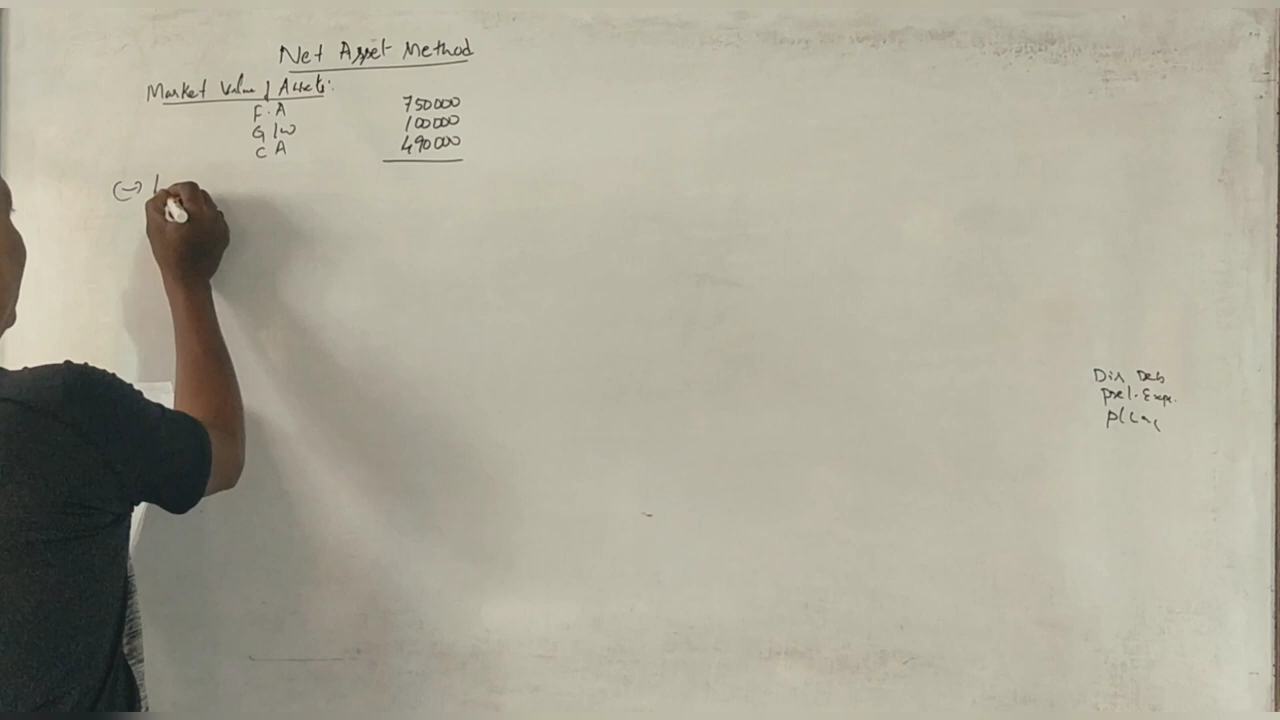 Net Asset Method
Market Value of Assets:
F.A 750000
G/w 100000
C A 490000
(-)
Dis Deb
prel. Exp.